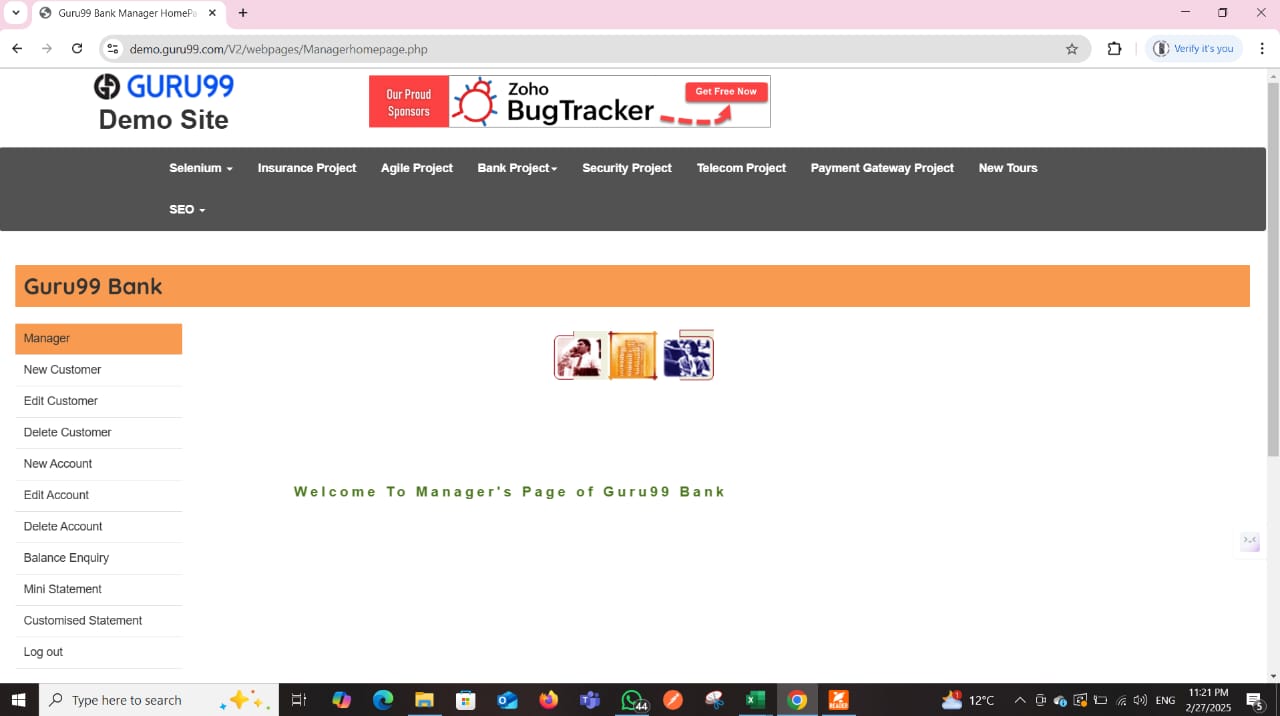 Guru99 Bank Manager HomePa
demo.guru99.com/V2/webpages/Managerhomepage.php
Verify it's you
GURU99
Demo Site
Our Proud
Sponsors
Zoho
BugTracker
Get Free Now
Selenium
Insurance Project
Agile Project
Bank Project
Security Project
Telecom Project
Payment Gateway Project
New Tours
SEO
Guru99 Bank
Manager
New Customer
Edit Customer
Delete Customer
New Account
Edit Account
Delete Account
Balance Enquiry
Mini Statement
Customised Statement
Log out
Welcome To Manager's Page of Guru99 Bank
Type here to search
44
12°C
ENG
11:21 PM
2/27/2025
5